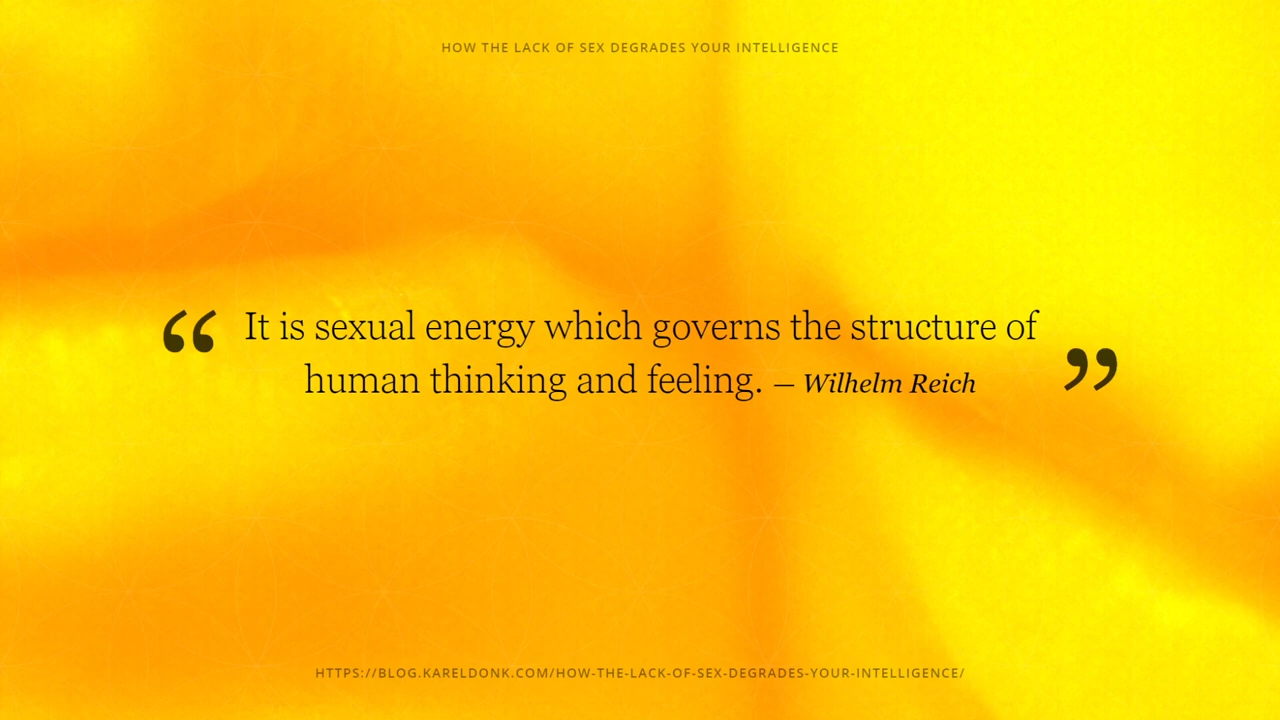 HOW THE LACK OF SEX DEGRADES YOUR INTELLIGENCE
“ It is sexual energy which governs the structure of
human thinking and feeling. — Wilhelm Reich ”
HTTPS://BLOG.KARELDONK.COM/HOW-THE-LACK-OF-SEX-DEGRADES-YOUR-INTELLIGENCE/